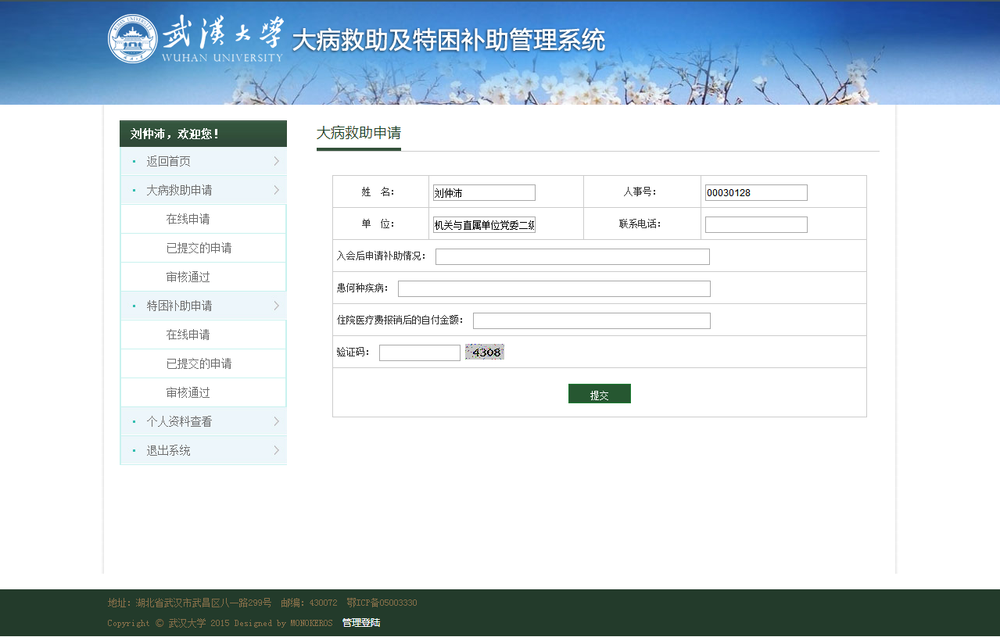 武漢大學
WUHAN UNIVERSITY
大病救助及特困补助管理系统
刘仲沛，欢迎您！
返回首页
大病救助申请
在线申请
已提交的申请
审核通过
特困补助申请
在线申请
已提交的申请
审核通过
个人资料查看
退出系统
大病救助申请
姓 名： 刘仲沛 人事号： 00030128
单 位： 机关与直属单位党委二级 联系电话：
入会后申请补助情况：
患何种疾病：
住院医疗费报销后的自付金额：
验证码： 4308
提交
地址：湖北省武汉市武昌区八一路299号 邮编：430072 鄂ICP备05003330
Copyright © 武汉大学 2015 Designed by MONOKEROS 管理登陆